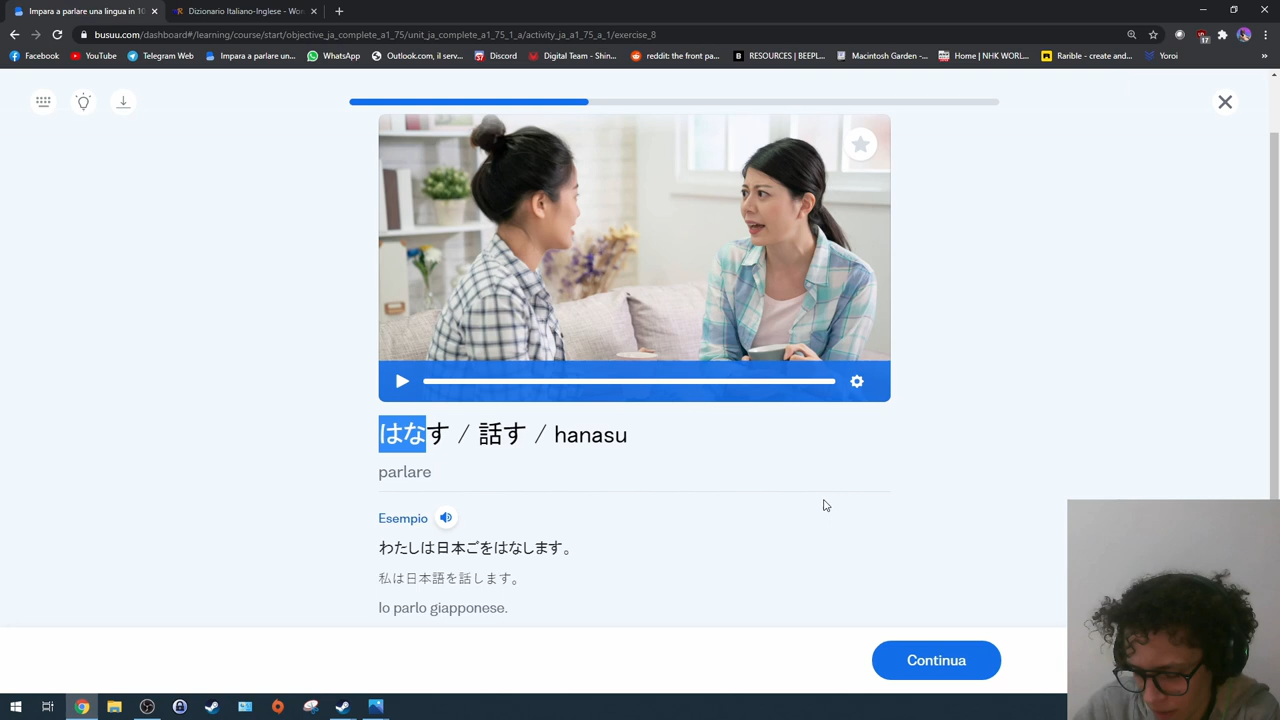 Impara a parlare una lingua in 10
Dizionario Italiano-Inglese - Wor
busuu.com/dashboard#/learning/course/start/objective_ja_complete_a1_75/unit_ja_complete_a1_75_1_a/activity_ja_a1_75_a_1/exercise_8
17
Facebook
YouTube
Telegram Web
Impara a parlare un...
WhatsApp
Outlook.com, il serv...
Discord
Digital Team - Shin...
reddit: the front pa...
RESOURCES | BEEPL...
Macintosh Garden -...
Home | NHK WORL...
Rarible - create and...
Yoroi
»
はなす / 話す / hanasu
parlare
Esempio
わたしは日本ごをはなします。
私は日本語を話します。
Io parlo giapponese.
Continua